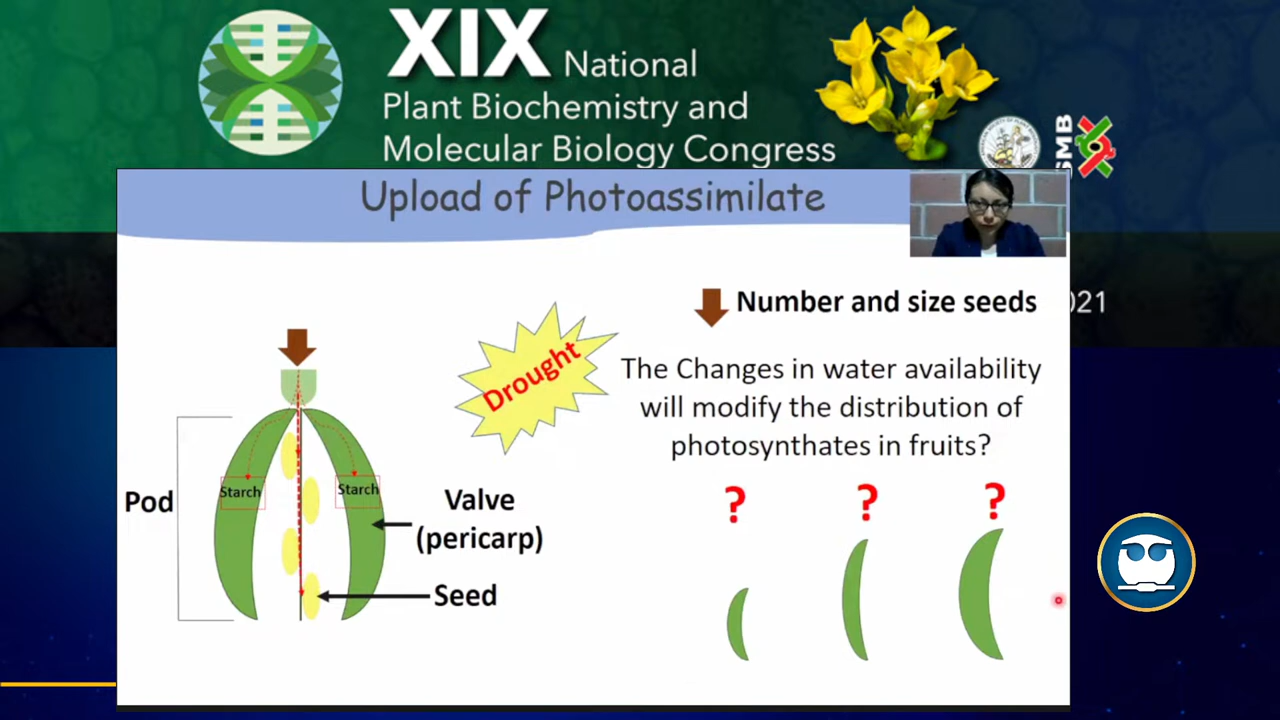 XIX National
Plant Biochemistry and
Molecular Biology Congress
SMB
Upload of Photoassimilate
021
Number and size seeds
Drought
The Changes in water availability
will modify the distribution of
photosynthates in fruits?
? ? ?
Pod
Starch
Starch
Valve
(pericarp)
Seed